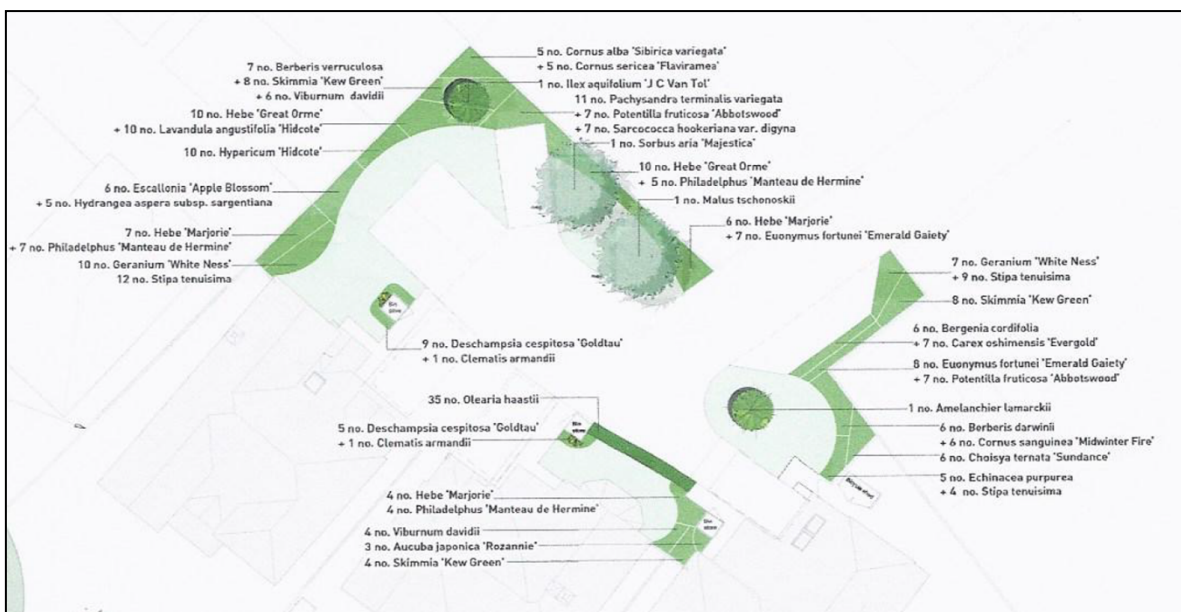 5 no. Cornus alba 'Sibirica variegata'
+ 5 no. Cornus sericea 'Flaviramea'
1 no. Ilex aquifolium 'J C Van Tol'
11 no. Pachysandra terminalis variegata
+ 7 no. Potentilla fruticosa 'Abbotswood'
+ 7 no. Sarcococca hookeriana var. digyna
1 no. Sorbus aria 'Majestica'
10 no. Hebe 'Great Orme'
+ 5 no. Philadelphus 'Manteau de Hermine'
1 no. Malus tschonoskii
6 no. Hebe 'Marjorie'
+ 7 no. Euonymus fortunei 'Emerald Gaiety'
7 no. Berberis verruculosa
+ 8 no. Skimmia 'Kew Green'
+ 6 no. Viburnum davidii
10 no. Hebe 'Great Orme'
+ 10 no. Lavandula angustifolia 'Hidcote'
10 no. Hypericum 'Hidcote'
6 no. Escallonia 'Apple Blossom'
+ 5 no. Hydrangea aspera subsp. sargentiana
7 no. Hebe 'Marjorie'
+ 7 no. Philadelphus 'Manteau de Hermine'
10 no. Geranium 'White Ness'
12 no. Stipa tenuisima
Bin
store
9 no. Deschampsia cespitosa 'Goldtau'
+ 1 no. Clematis armandii
35 no. Olearia haastii
Bin
store
5 no. Deschampsia cespitosa 'Goldtau'
+ 1 no. Clematis armandii
4 no. Hebe 'Marjorie'
4 no. Philadelphus 'Manteau de Hermine'
4 no. Viburnum davidii
3 no. Aucuba japonica 'Rozannie'
4 no. Skimmia 'Kew Green'
Bin
store
7 no. Geranium 'White Ness'
+ 9 no. Stipa tenuisima
8 no. Skimmia 'Kew Green'
6 no. Bergenia cordifolia
+ 7 no. Carex oshimensis 'Evergold'
8 no. Euonymus fortunei 'Emerald Gaiety'
+ 7 no. Potentilla fruticosa 'Abbotswood'
1 no. Amelanchier lamarckii
6 no. Berberis darwinii
+ 6 no. Cornus sanguinea 'Midwinter Fire'
6 no. Choisya ternata 'Sundance'
5 no. Echinacea purpurea
+ 4 no. Stipa tenuisima